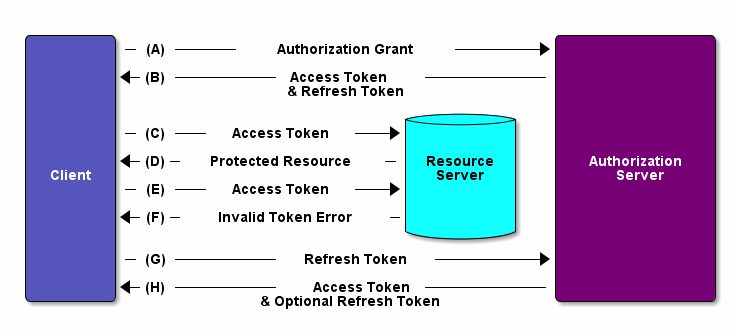 (A) Authorization Grant
(B) Access Token
& Refresh Token
(C) Access Token
(D) Protected Resource
(E) Access Token
(F) Invalid Token Error
(G) Refresh Token
(H) Access Token
& Optional Refresh Token
Client
Resource
Server
Authorization
Server